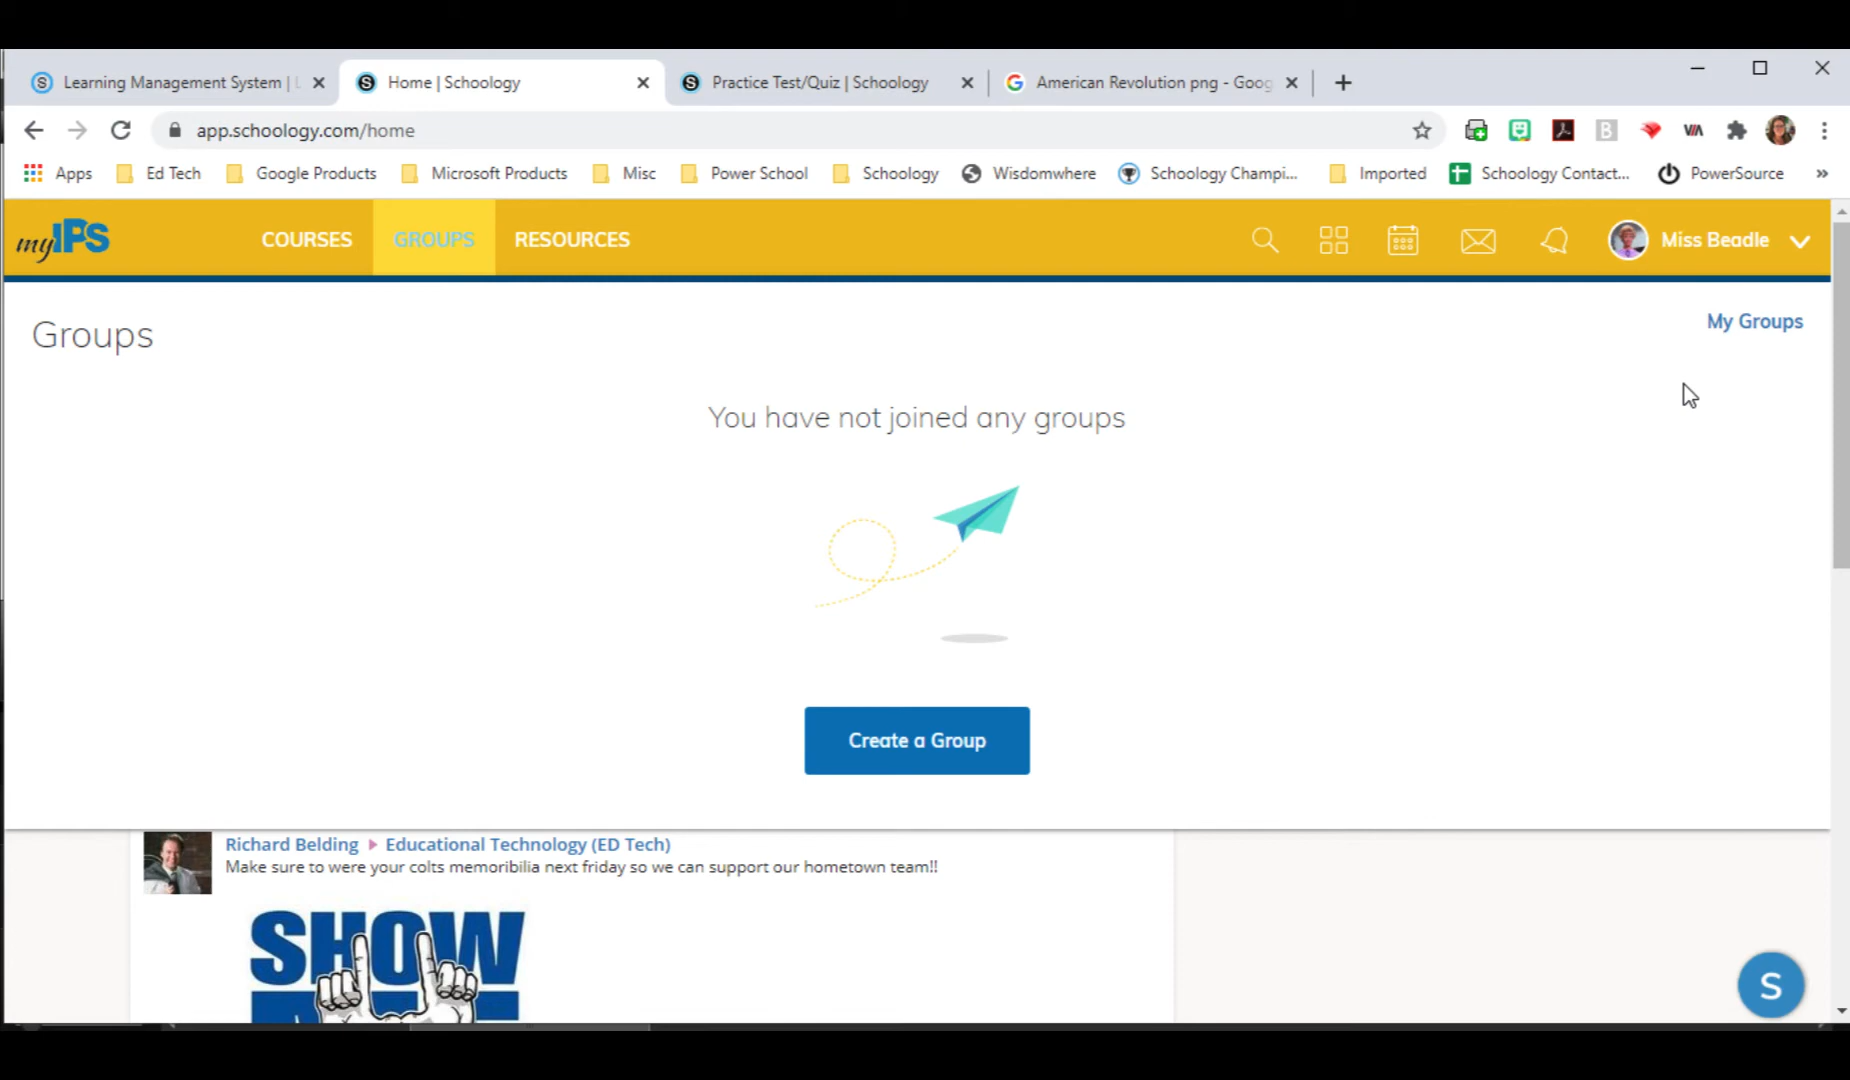 Learning Management System | L
Home | Schoology
Practice Test/Quiz | Schoology
American Revolution png - Goog
app.schoology.com/home
Apps
Ed Tech
Google Products
Microsoft Products
Misc
Power School
Schoology
Wisdomwhere
Schoology Champi...
Imported
Schoology Contact...
PowerSource
»
myIPS
COURSES
GROUPS
RESOURCES
Miss Beadle
Groups
My Groups
You have not joined any groups
Create a Group
Richard Belding
Educational Technology (ED Tech)
Make sure to were your colts memoribilia next friday so we can support our hometown team!!
SHOW
S